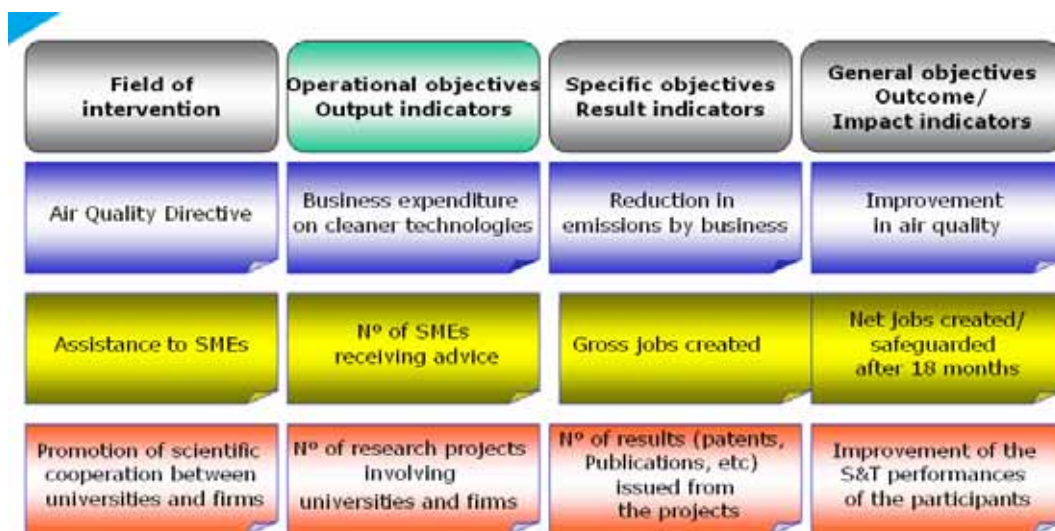 Field of
intervention
Operational objectives
Output indicators
Specific objectives
Result indicators
General objectives
Outcome/
Impact indicators
Air Quality Directive
Business expenditure
on cleaner technologies
Reduction in
emissions by business
Improvement
in air quality
Assistance to SMEs
Nº of SMEs
receiving advice
Gross jobs created
Net jobs created/
safeguarded
after 18 months
Promotion of scientific
cooperation between
universities and firms
Nº of research projects
involving
universities and firms
Nº of results (patents,
Publications, etc)
issued from
the projects
Improvement of the
S&T performances
of the participants